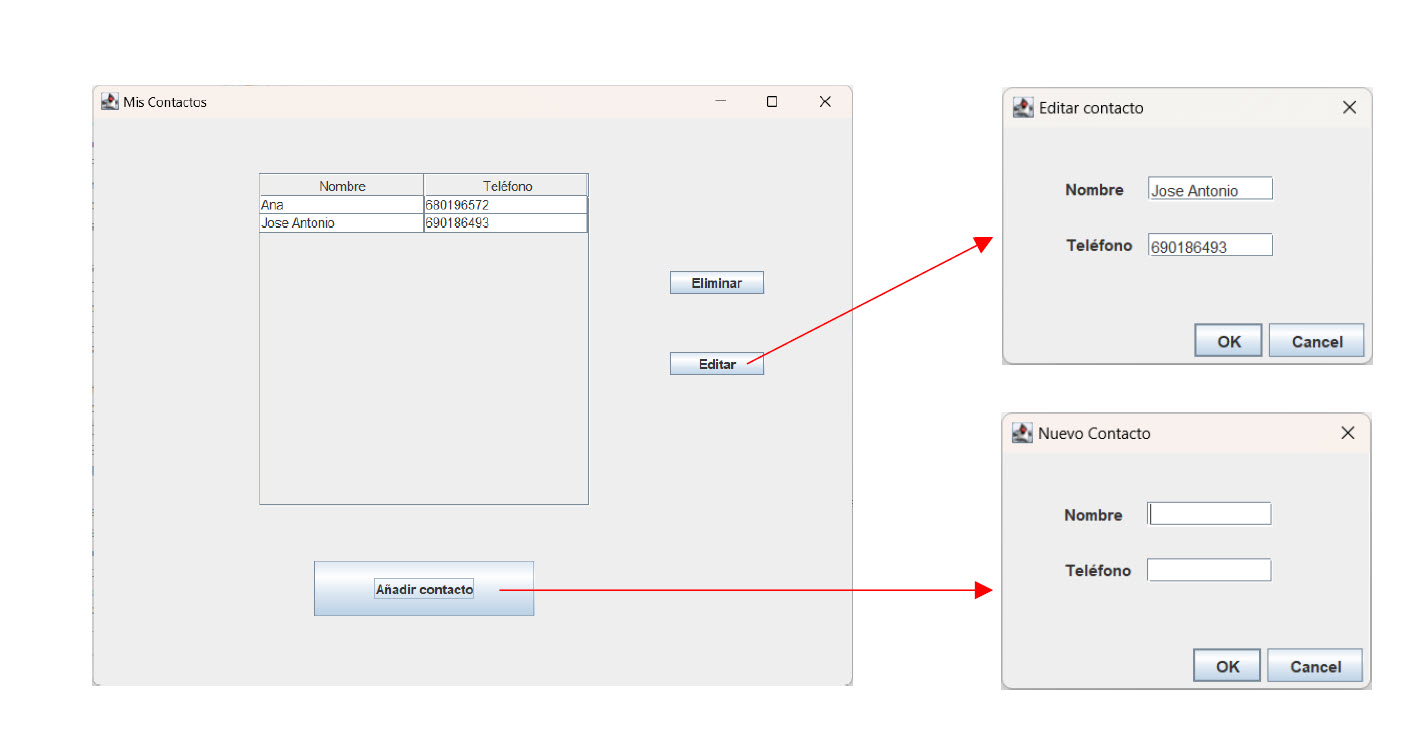 Mis Contactos
Nombre Teléfono
Ana 680196572
Jose Antonio 690186493
Eliminar
Editar
Añadir contacto
Editar contacto
Nombre Jose Antonio
Teléfono 690186493
OK Cancel
Nuevo Contacto
Nombre
Teléfono
OK Cancel